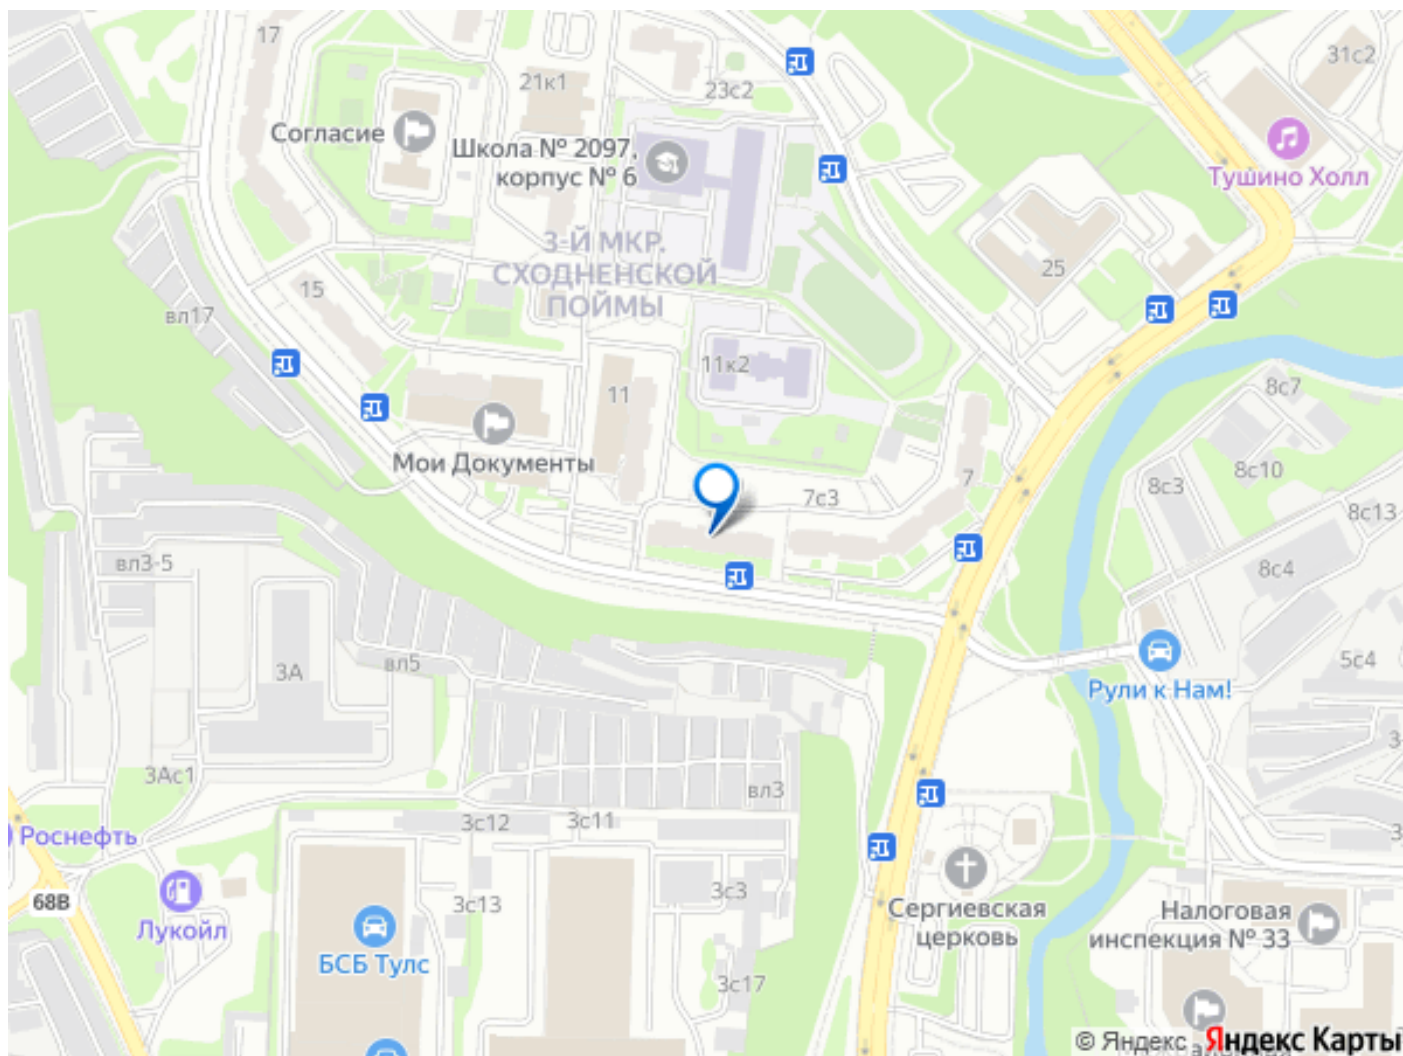 17
21к1
23с2
31с2
Согласие
Школа № 2097,
корпус № 6
Тушино Холл
3-Й МКР.
СХОДНЕНСКОЙ
ПОЙМЫ
25
15
вл17
11к2
11
8с7
Мои Документы
8с10
7
8с3
7с3
8с13
вл3-5
8с4
3А
вл5
5с4
Рули к Нам!
3Ас1
вл3
3с12
3с11
Роснефть
68В
3с3
Лукойл
3с13
БСБ Тулс
Сергиевская
церковь
Налоговая
инспекция № 33
3с17
© Яндекс
Яндекс Карты